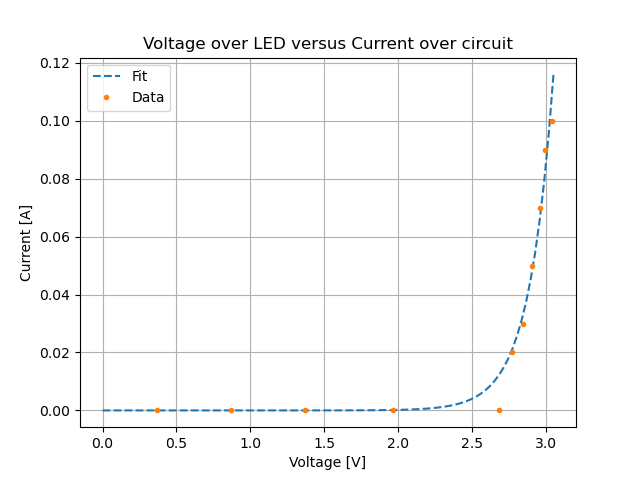 Voltage over LED versus Current over circuit
0.12
0.10
0.08
0.06
0.04
0.02
0.00
Current [A]
Fit
Data
0.0 0.5 1.0 1.5 2.0 2.5 3.0
Voltage [V]